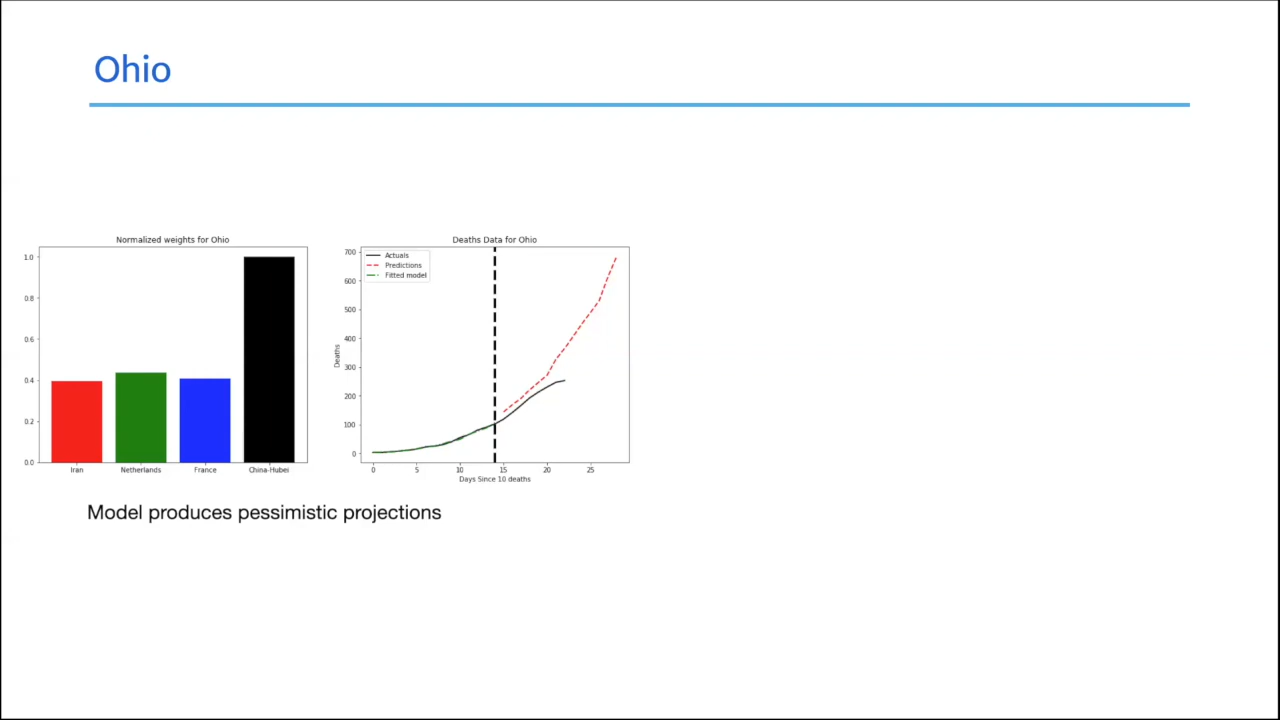 Ohio
Normalized weights for Ohio
1.0
0.8
0.6
0.4
0.2
0.0
Iran Netherlands France China-Hubei
Deaths Data for Ohio
Actuals
Predictions
Fitted model
700
600
500
400
300
200
100
0
Deaths
0 5 10 15 20 25
Days Since 10 deaths
Model produces pessimistic projections